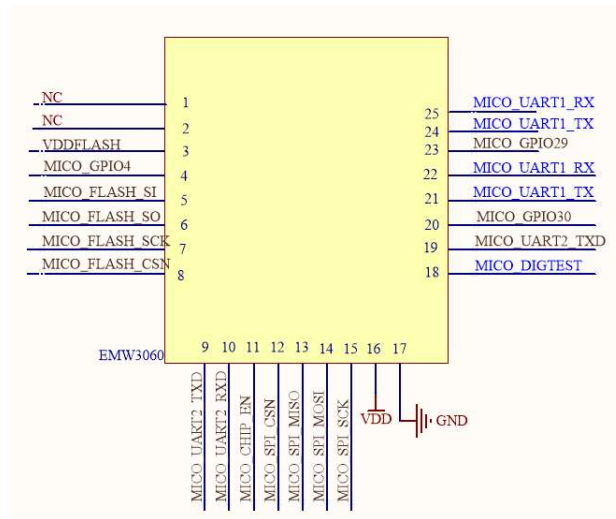 NC
1
NC
2
VDDFLASH
3
MICO_GPIO4
4
MICO_FLASH_SI
5
MICO_FLASH_SO
6
MICO_FLASH_SCK
7
MICO_FLASH_CSN
8
MICO_UART1_RX
25
MICO_UART1_TX
24
MICO_GPIO29
23
MICO_UART1_RX
22
MICO_UART1_TX
21
MICO_GPIO30
20
MICO_UART2_TXD
19
MICO_DIGTEST
18
EMW3060
9 10 11 12 13 14 15 16 17
MICO_UART2_TXD
MICO_UART2_RXD
MICO_CHIP_EN
MICO_SPI_CSN
MICO_SPI_MISO
MICO_SPI_MOSI
MICO_SPI_SCK
VDD
GND